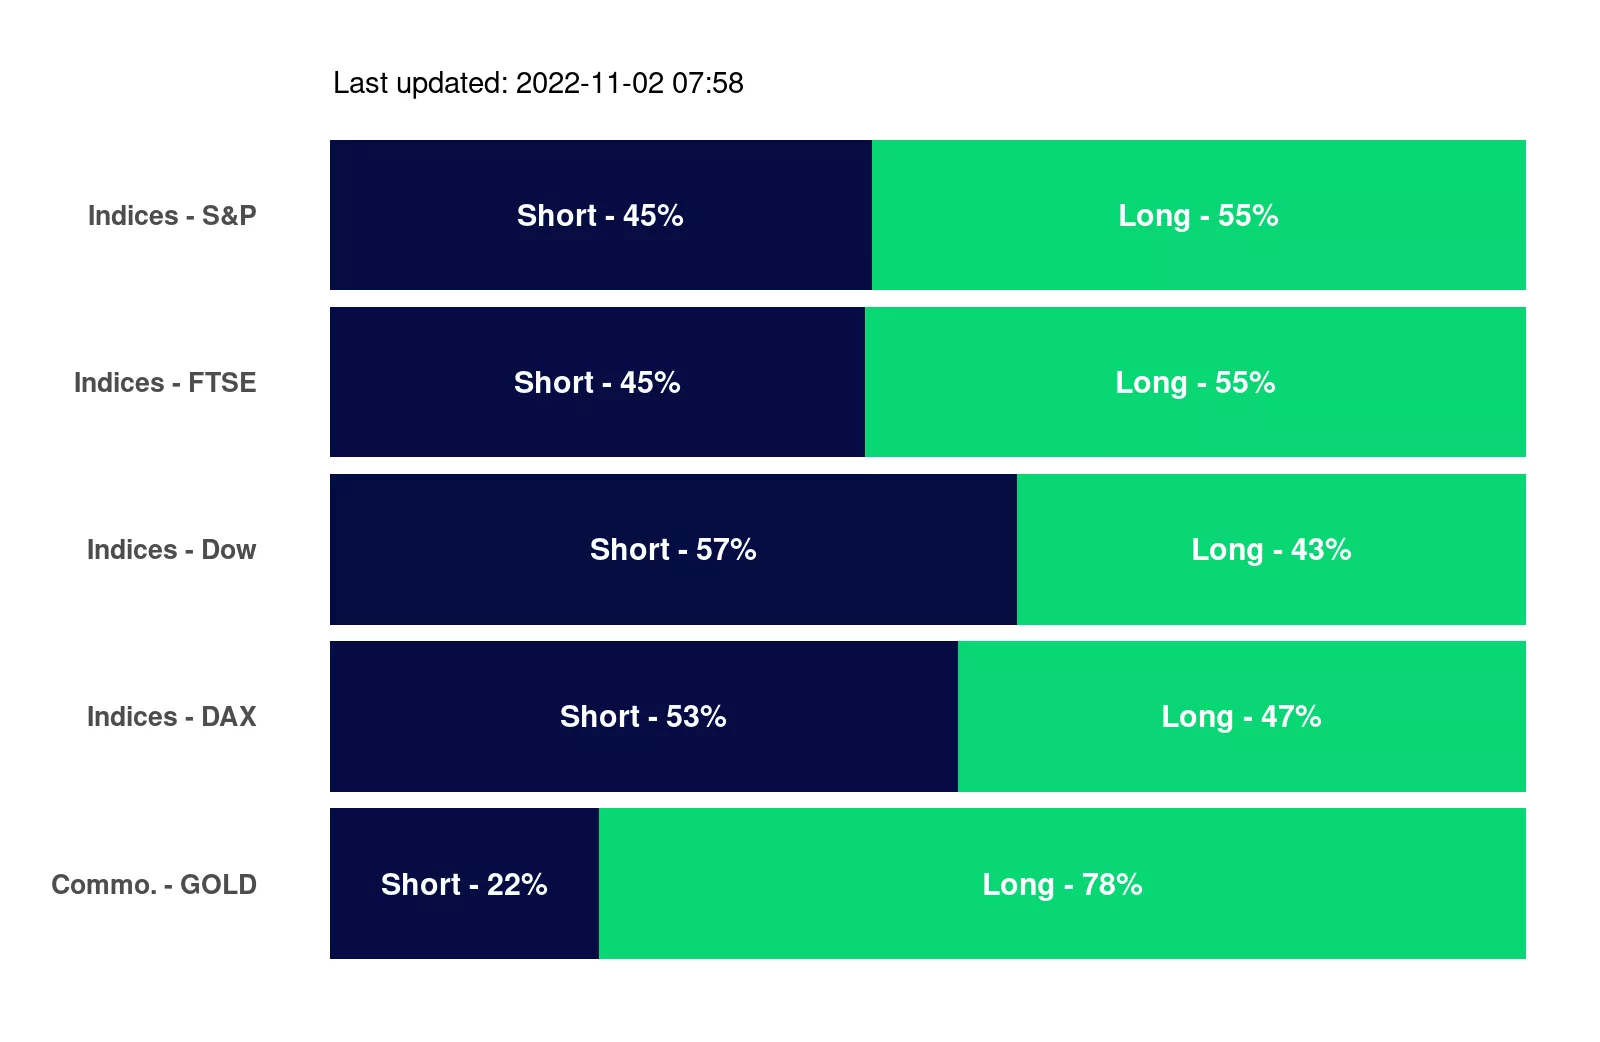 Last updated: 2022-11-02 07:58
Indices - S&P Short - 45% Long - 55%
Indices - FTSE Short - 45% Long - 55%
Indices - Dow Short - 57% Long - 43%
Indices - DAX Short - 53% Long - 47%
Commo. - GOLD Short - 22% Long - 78%